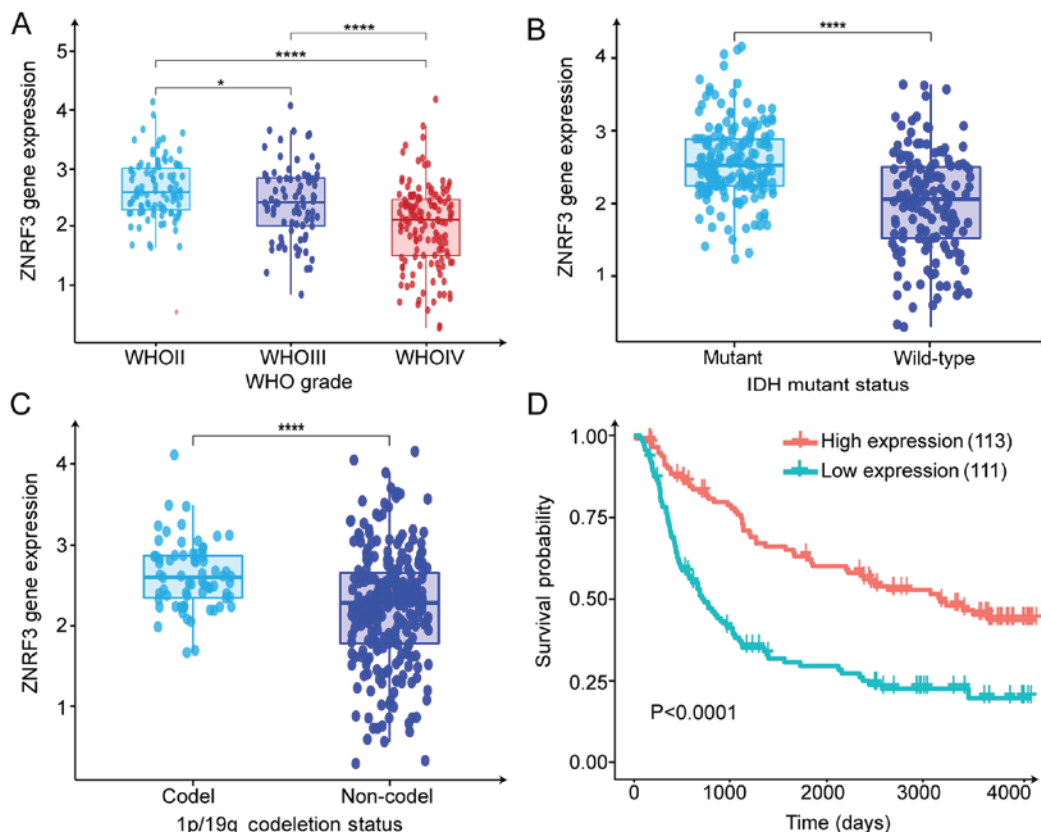 A
****
****
*
5
4
3
2
1
ZNRF3 gene expression
WHOII
WHOIII
WHOIV
WHO grade
B
****
4
3
2
1
ZNRF3 gene expression
Mutant
Wild-type
IDH mutant status
C
****
4
3
2
1
ZNRF3 gene expression
Codel
Non-codel
1p/19q codeletion status
D
High expression (113)
Low expression (111)
1.00
0.75
0.50
0.25
0.00
Survival probability
P<0.0001
0
1000
2000
3000
4000
Time (days)